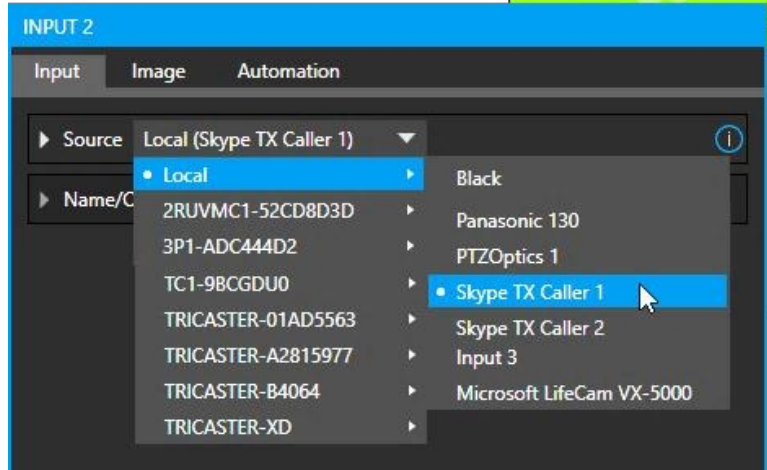 INPUT 2
Input Image Automation
Source Local (Skype TX Caller 1)
Local
Black
Name/C
2RUVMC1-52CD8D3D
Panasonic 130
3P1-ADC444D2
PTZOptics 1
TC1-9BCGDU0
Skype TX Caller 1
TRICASTER-01AD5563
Skype TX Caller 2
TRICASTER-A2815977
Input 3
TRICASTER-B4064
Microsoft LifeCam VX-5000
TRICASTER-XD